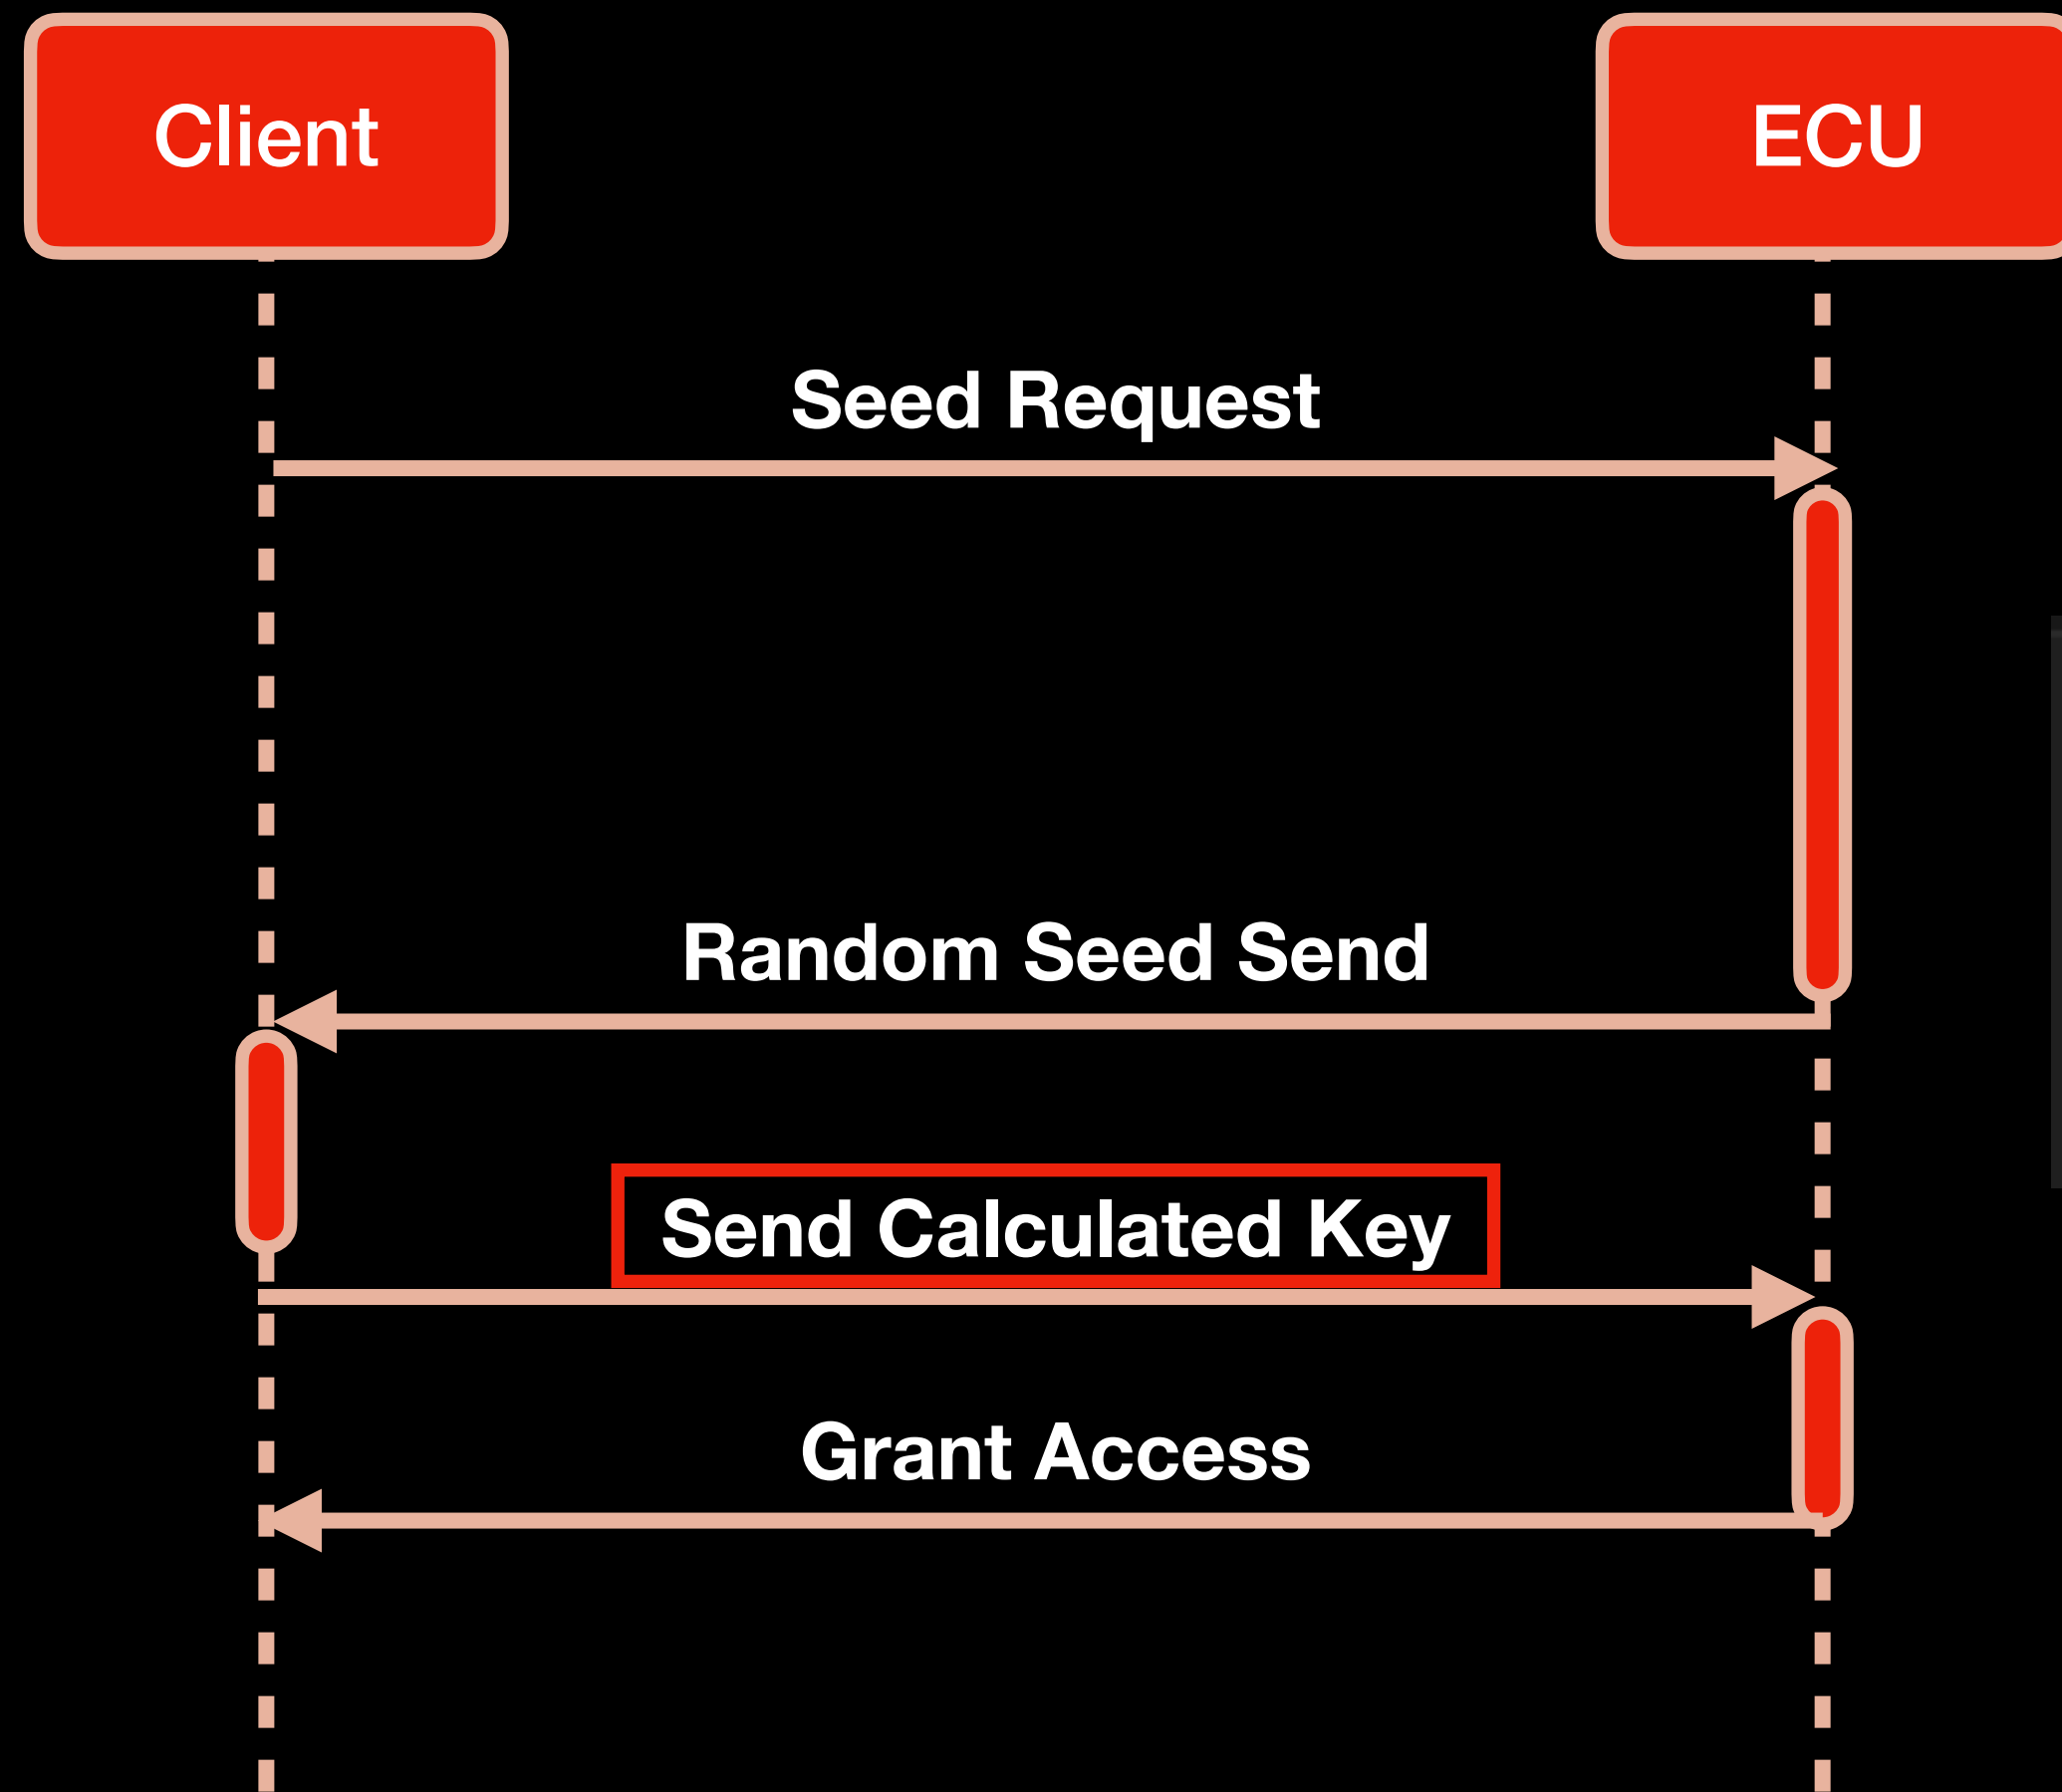 Client
ECU
Seed Request
Random Seed Send
Send Calculated Key
Grant Access